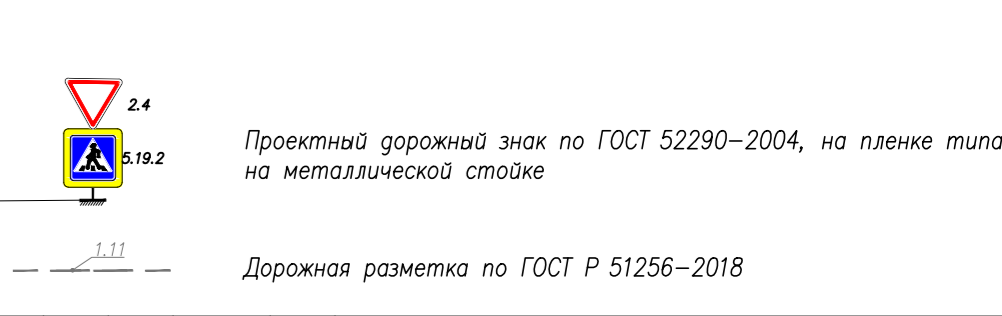 2.4
5.19.2
Проектный дорожный знак по ГОСТ 52290-2004, на пленке типа
на металлической стойке
1.11
Дорожная разметка по ГОСТ Р 51256-2018